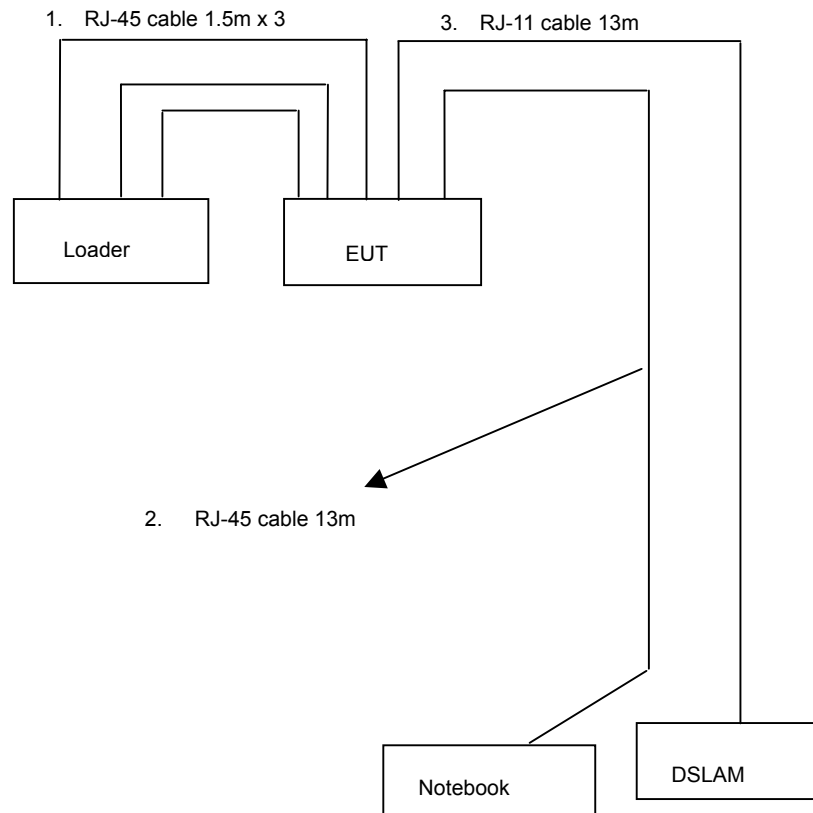 1. RJ-45 cable 1.5m x 3
3. RJ-11 cable 13m
Loader
EUT
2. RJ-45 cable 13m
Notebook
DSLAM